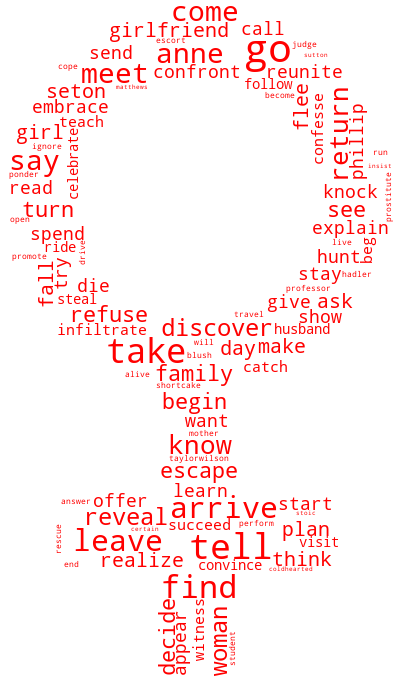 come
girlfriend
call
escort
judge
send
anne
go
sutton
cope
meet
confront
reunite
matthews
follow
seton
become
embrace
flee
return
teach
confesse
phillip
girl
celebrate
ignore
say
run
insist
ponder
read
knock
prostitute
turn
see
open
spend
explain
ride
drive
live
beg
promote
hunt
fall
try
stay
hadler
die
professor
steal
give
ask
refuse
travel
show
infiltrate
discover
husband
will
take
day
make
blush
alive
family
catch
shortcake
begin
want
mother
know
taylorwilson
escape
learn
answer
offer
arrive
start
reveal
stoic
succeed
perform
plan
certain
rescue
leave
tell
visit
end
realize
convince
think
coldhearted
find
decide
appear
witness
woman
student